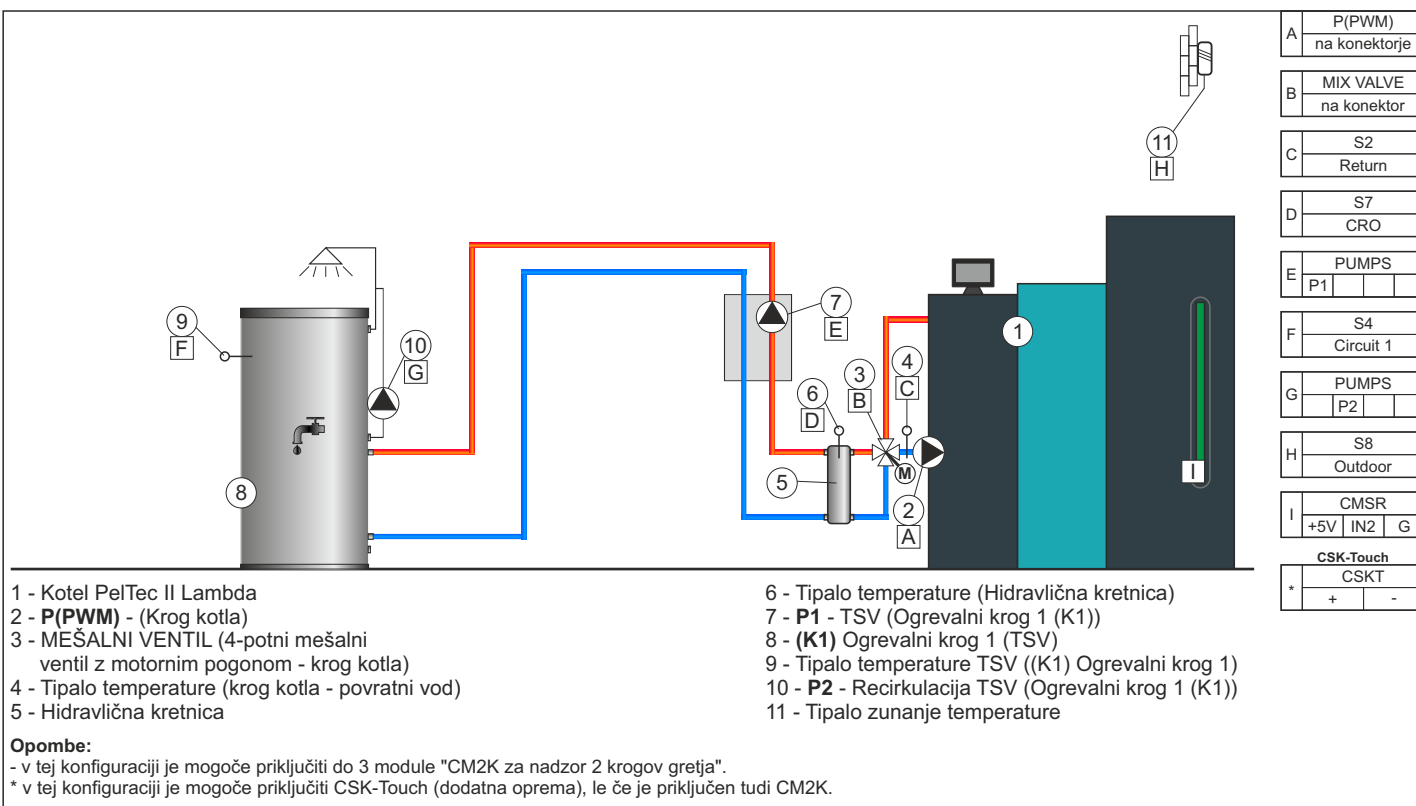 A P(PWM)
na konektorje
B MIX VALVE
na konektor
C S2
Return
D S7
CRO
E PUMPS
P1
F S4
Circuit 1
G PUMPS
P2
H S8
Outdoor
I CMSR
+5V IN2 G
CSK-Touch
* CSKT
+ -
11
H
9
F
10
G
7
E
6
D
3
B
4
C
1
5
M
2
A
8
I
1 - Kotel PelTec II Lambda
2 - P(PWM) - (Krog kotla)
3 - MEŠALNI VENTIL (4-potni mešalni
ventil z motornim pogonom - krog kotla)
4 - Tipalo temperature (krog kotla - povratni vod)
5 - Hidravlična kretnica
6 - Tipalo temperature (Hidravlična kretnica)
7 - P1 - TSV (Ogrevalni krog 1 (K1))
8 - (K1) Ogrevalni krog 1 (TSV)
9 - Tipalo temperature TSV ((K1) Ogrevalni krog 1)
10 - P2 - Recirkulacija TSV (Ogrevalni krog 1 (K1))
11 - Tipalo zunanje temperature
Opombe:
- v tej konfiguraciji je mogoče priključiti do 3 module "CM2K za nadzor 2 krogov gretja".
* v tej konfiguraciji je mogoče priključiti CSK-Touch (dodatna oprema), le če je priključen tudi CM2K.